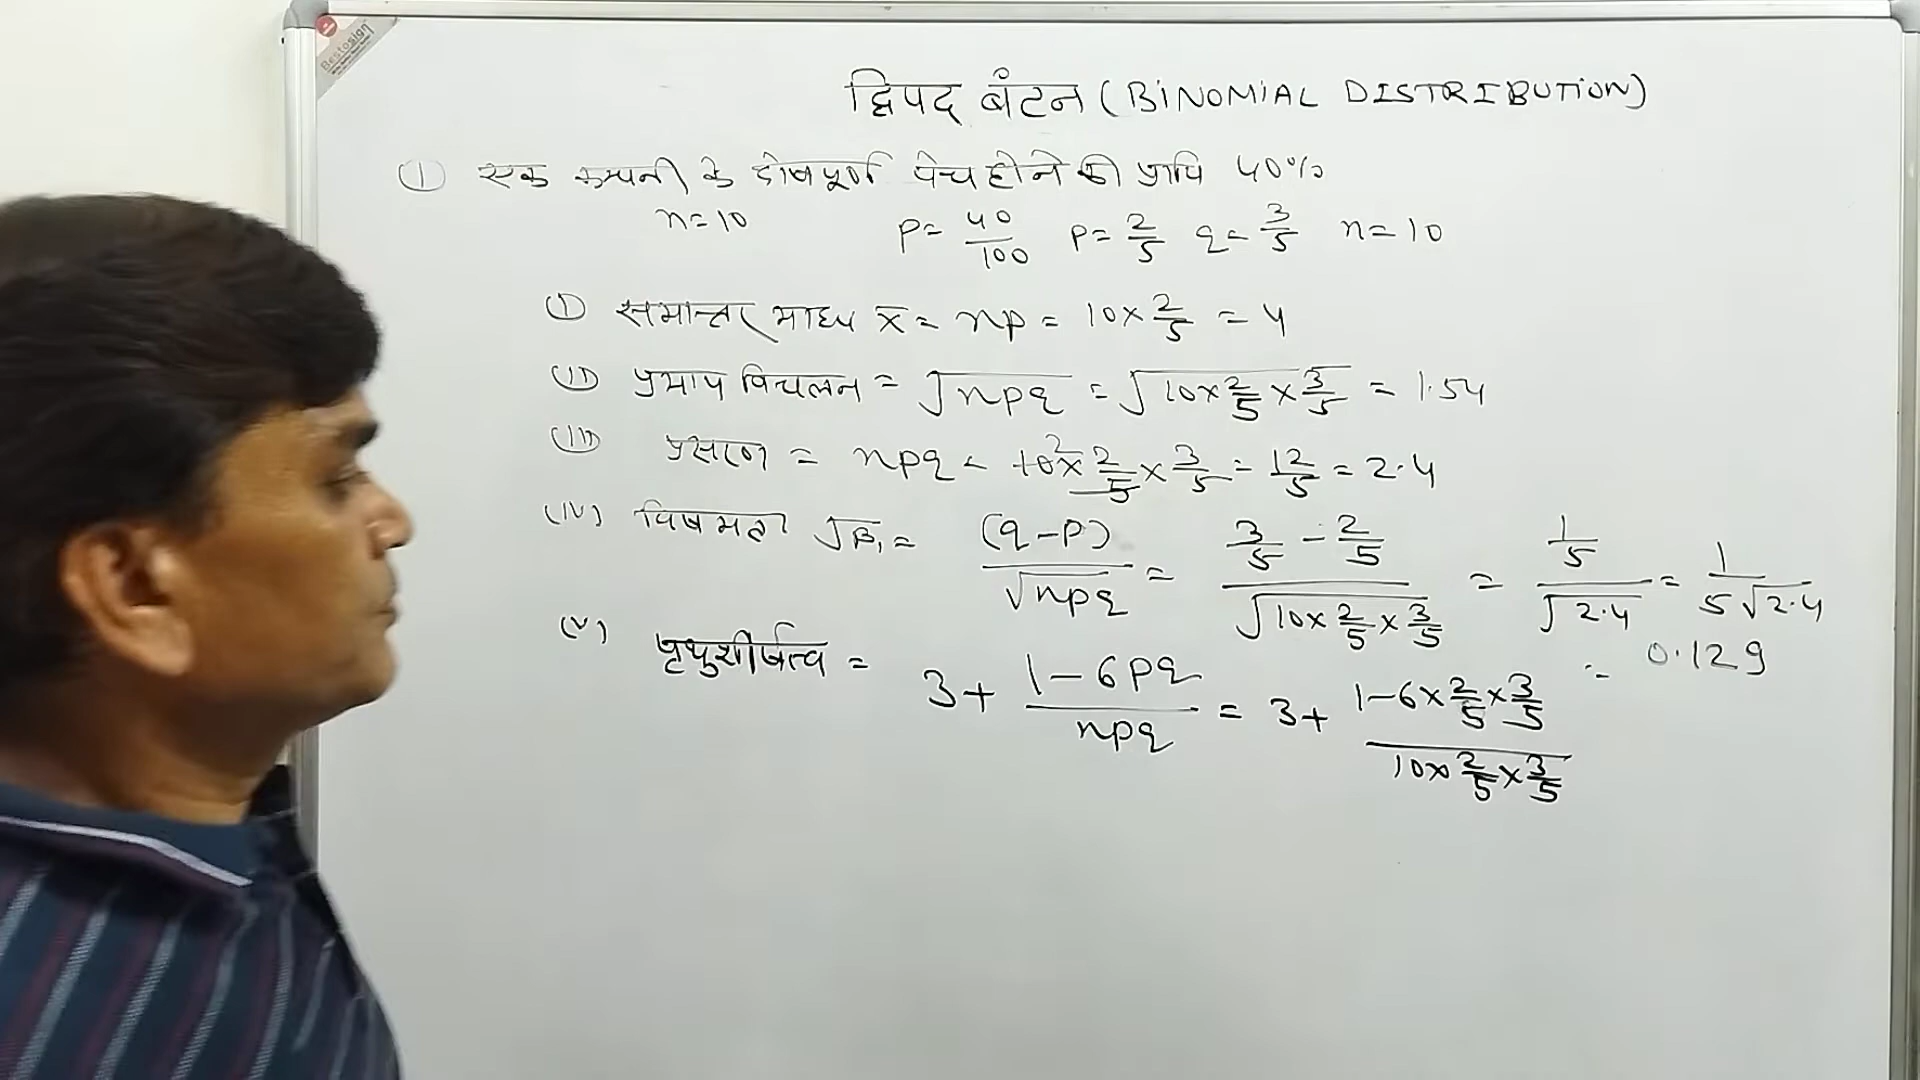 Bestosign
द्विपद बंटन (BINOMIAL DISTRIBUTION)
① एक कम्पनी के दोषपूर्ण पेच होने की प्रायि 40%
n=10 P= 40/100 P= 2/5 q= 3/5 n=10
(i) समान्तर माध्य x̄ = np = 10×2/5 = 4
(ii) प्रमाप विचलन = √npq = √10×2/5×3/5 = 1.54
(iii) प्रसरण = npq = 10²×2/5×3/5 = 12/5 = 2.4
(iv) विषमता √β₁ = (q-P)/√npq = (3/5 - 2/5)/√10×2/5×3/5 = (1/5)/√2.4 = 1/5√2.4
= 0.129
(v) पृथुशीर्षत्व = 3+ (1-6Pq)/npq = 3+ (1-6×2/5×3/5)/(10×2/5×3/5)